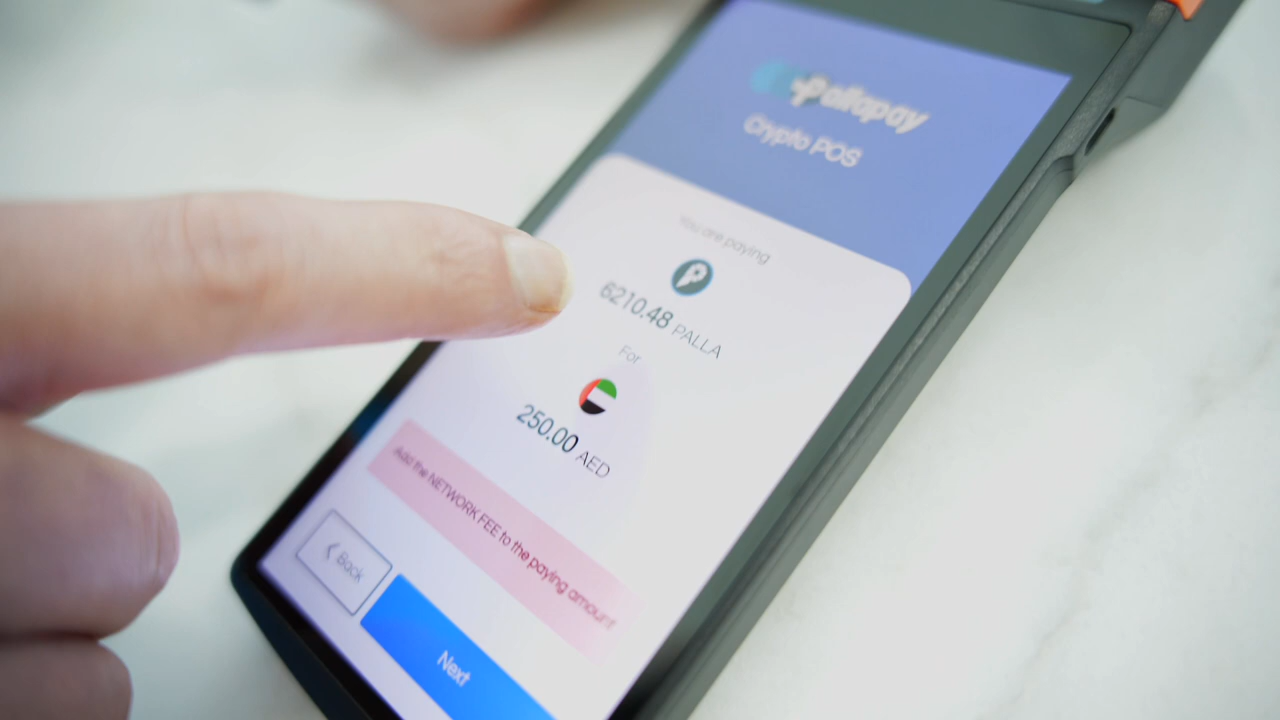 Pallapay
Crypto POS
You are paying
6210.48 PALLA
For
250.00 AED
Add the NETWORK FEE to the paying amount
Back
Next